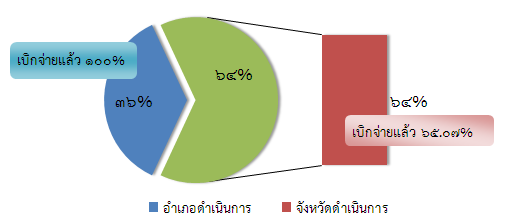 เบิกจ่ายแล้ว ๑๐๐%
๓๖%
๖๔%
๖๔%
เบิกจ่ายแล้ว ๖๕.๐๗%
อำเภอดำเนินการ
จังหวัดดำเนินการ